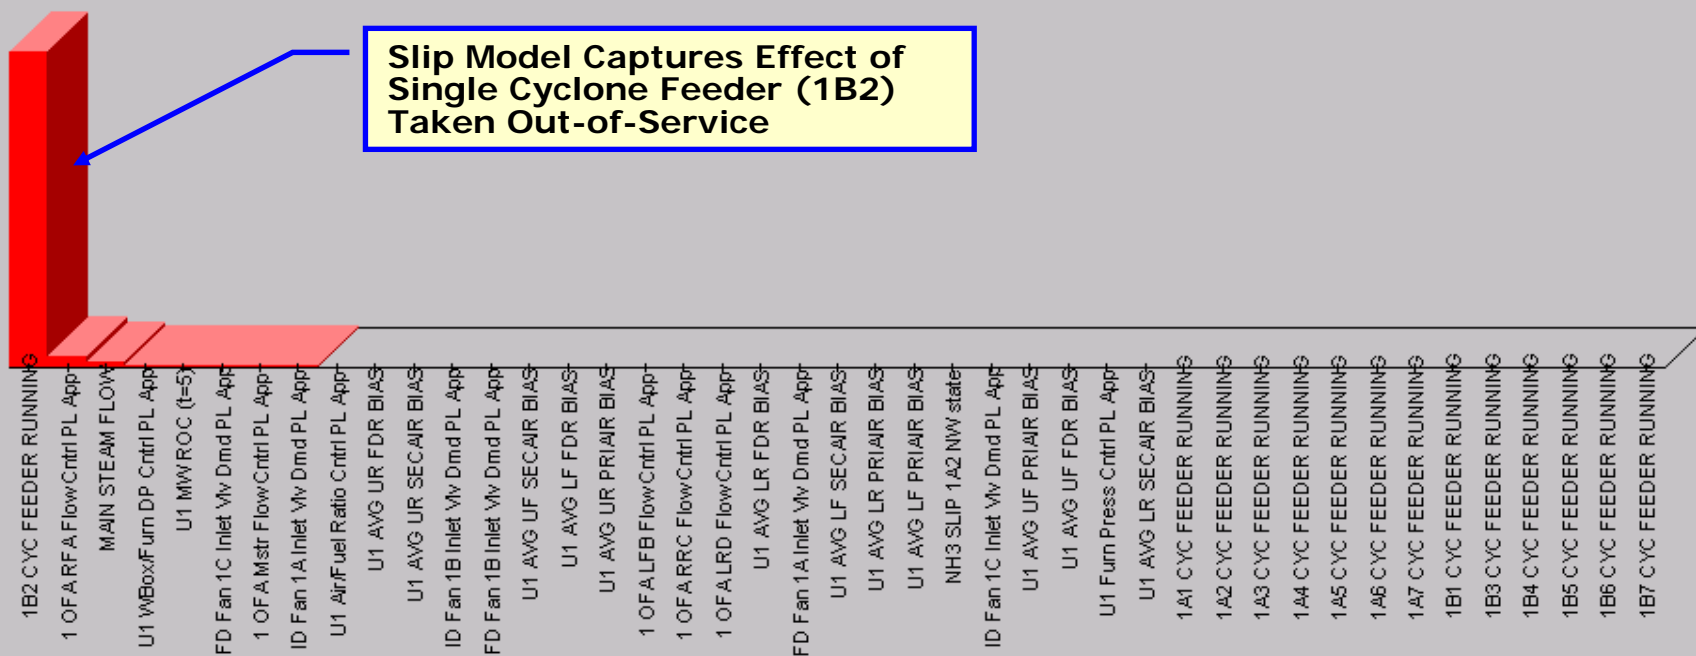 Slip Model Captures Effect of
Single Cyclone Feeder (1B2)
Taken Out-of-Service
1B2 CYC FEEDER RUNNING
1 OFA RFA Flow Cntrl PL App
MAIN STEAM FLOW
U1 WBox/Furn DP Cntrl PL App
U1 MW ROC (t=5)
FD Fan 1C Inlet Vlv Dmd PL App
1 OFA Mstr Flow Cntrl PL App
ID Fan 1A Inlet Vlv Dmd PL App
U1 Air/Fuel Ratio Cntrl PL App
U1 AVG UR FDR BIAS
U1 AVG UR SECAIR BIAS
ID Fan 1B Inlet Vlv Dmd PL App
FD Fan 1B Inlet Vlv Dmd PL App
U1 AVG UF SECAIR BIAS
U1 AVG LF FDR BIAS
U1 AVG UR PRIAIR BIAS
1 OFA LFB Flow Cntrl PL App
1 OFA RRC Flow Cntrl PL App
1 OFA LRD Flow Cntrl PL App
U1 AVG LR FDR BIAS
FD Fan 1A Inlet Vlv Dmd PL App
U1 AVG LF SECAIR BIAS
U1 AVG LR PRIAIR BIAS
U1 AVG LF PRIAIR BIAS
NH3 SLIP 1A2 NW state
ID Fan 1C Inlet Vlv Dmd PL App
U1 AVG UF PRIAIR BIAS
U1 AVG UF FDR BIAS
U1 Furn Press Cntrl PL App
U1 AVG LR SECAIR BIAS
1A1 CYC FEEDER RUNNING
1A2 CYC FEEDER RUNNING
1A3 CYC FEEDER RUNNING
1A4 CYC FEEDER RUNNING
1A5 CYC FEEDER RUNNING
1A6 CYC FEEDER RUNNING
1A7 CYC FEEDER RUNNING
1B1 CYC FEEDER RUNNING
1B3 CYC FEEDER RUNNING
1B4 CYC FEEDER RUNNING
1B5 CYC FEEDER RUNNING
1B6 CYC FEEDER RUNNING
1B7 CYC FEEDER RUNNING